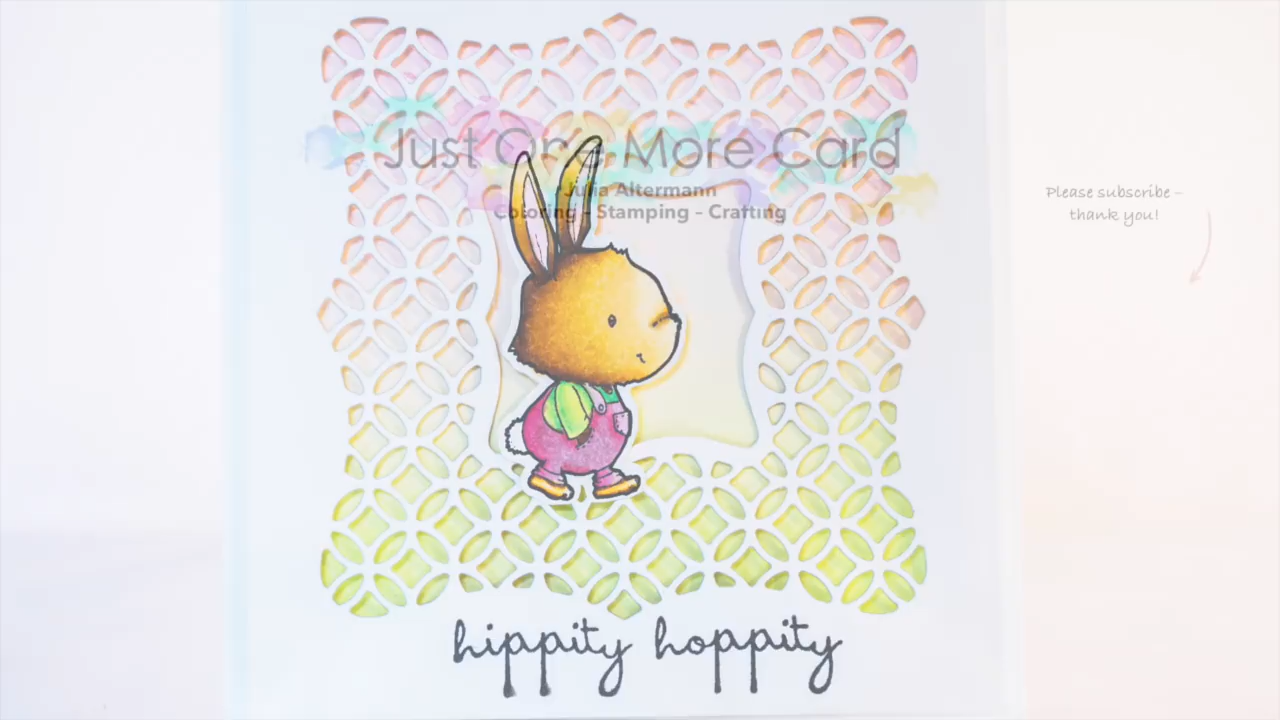 Just One More Card
Julia Altermann
Coloring - Stamping - Crafting
Please subscribe –
thank you!
hippity hoppity